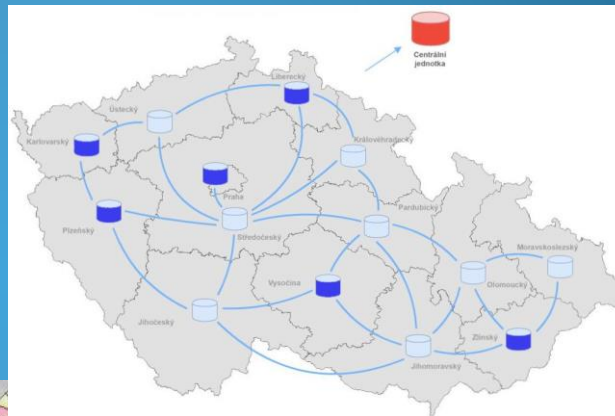 Centrální
jednotka
Liberecký
Ústecký
Královéhradecký
Karlovarský
Praha
Pardubický
Plzeňský
Středočeský
Moravskoslezský
Vysočina
Olomoucký
Jihočeský
Zlínský
Jihomoravský